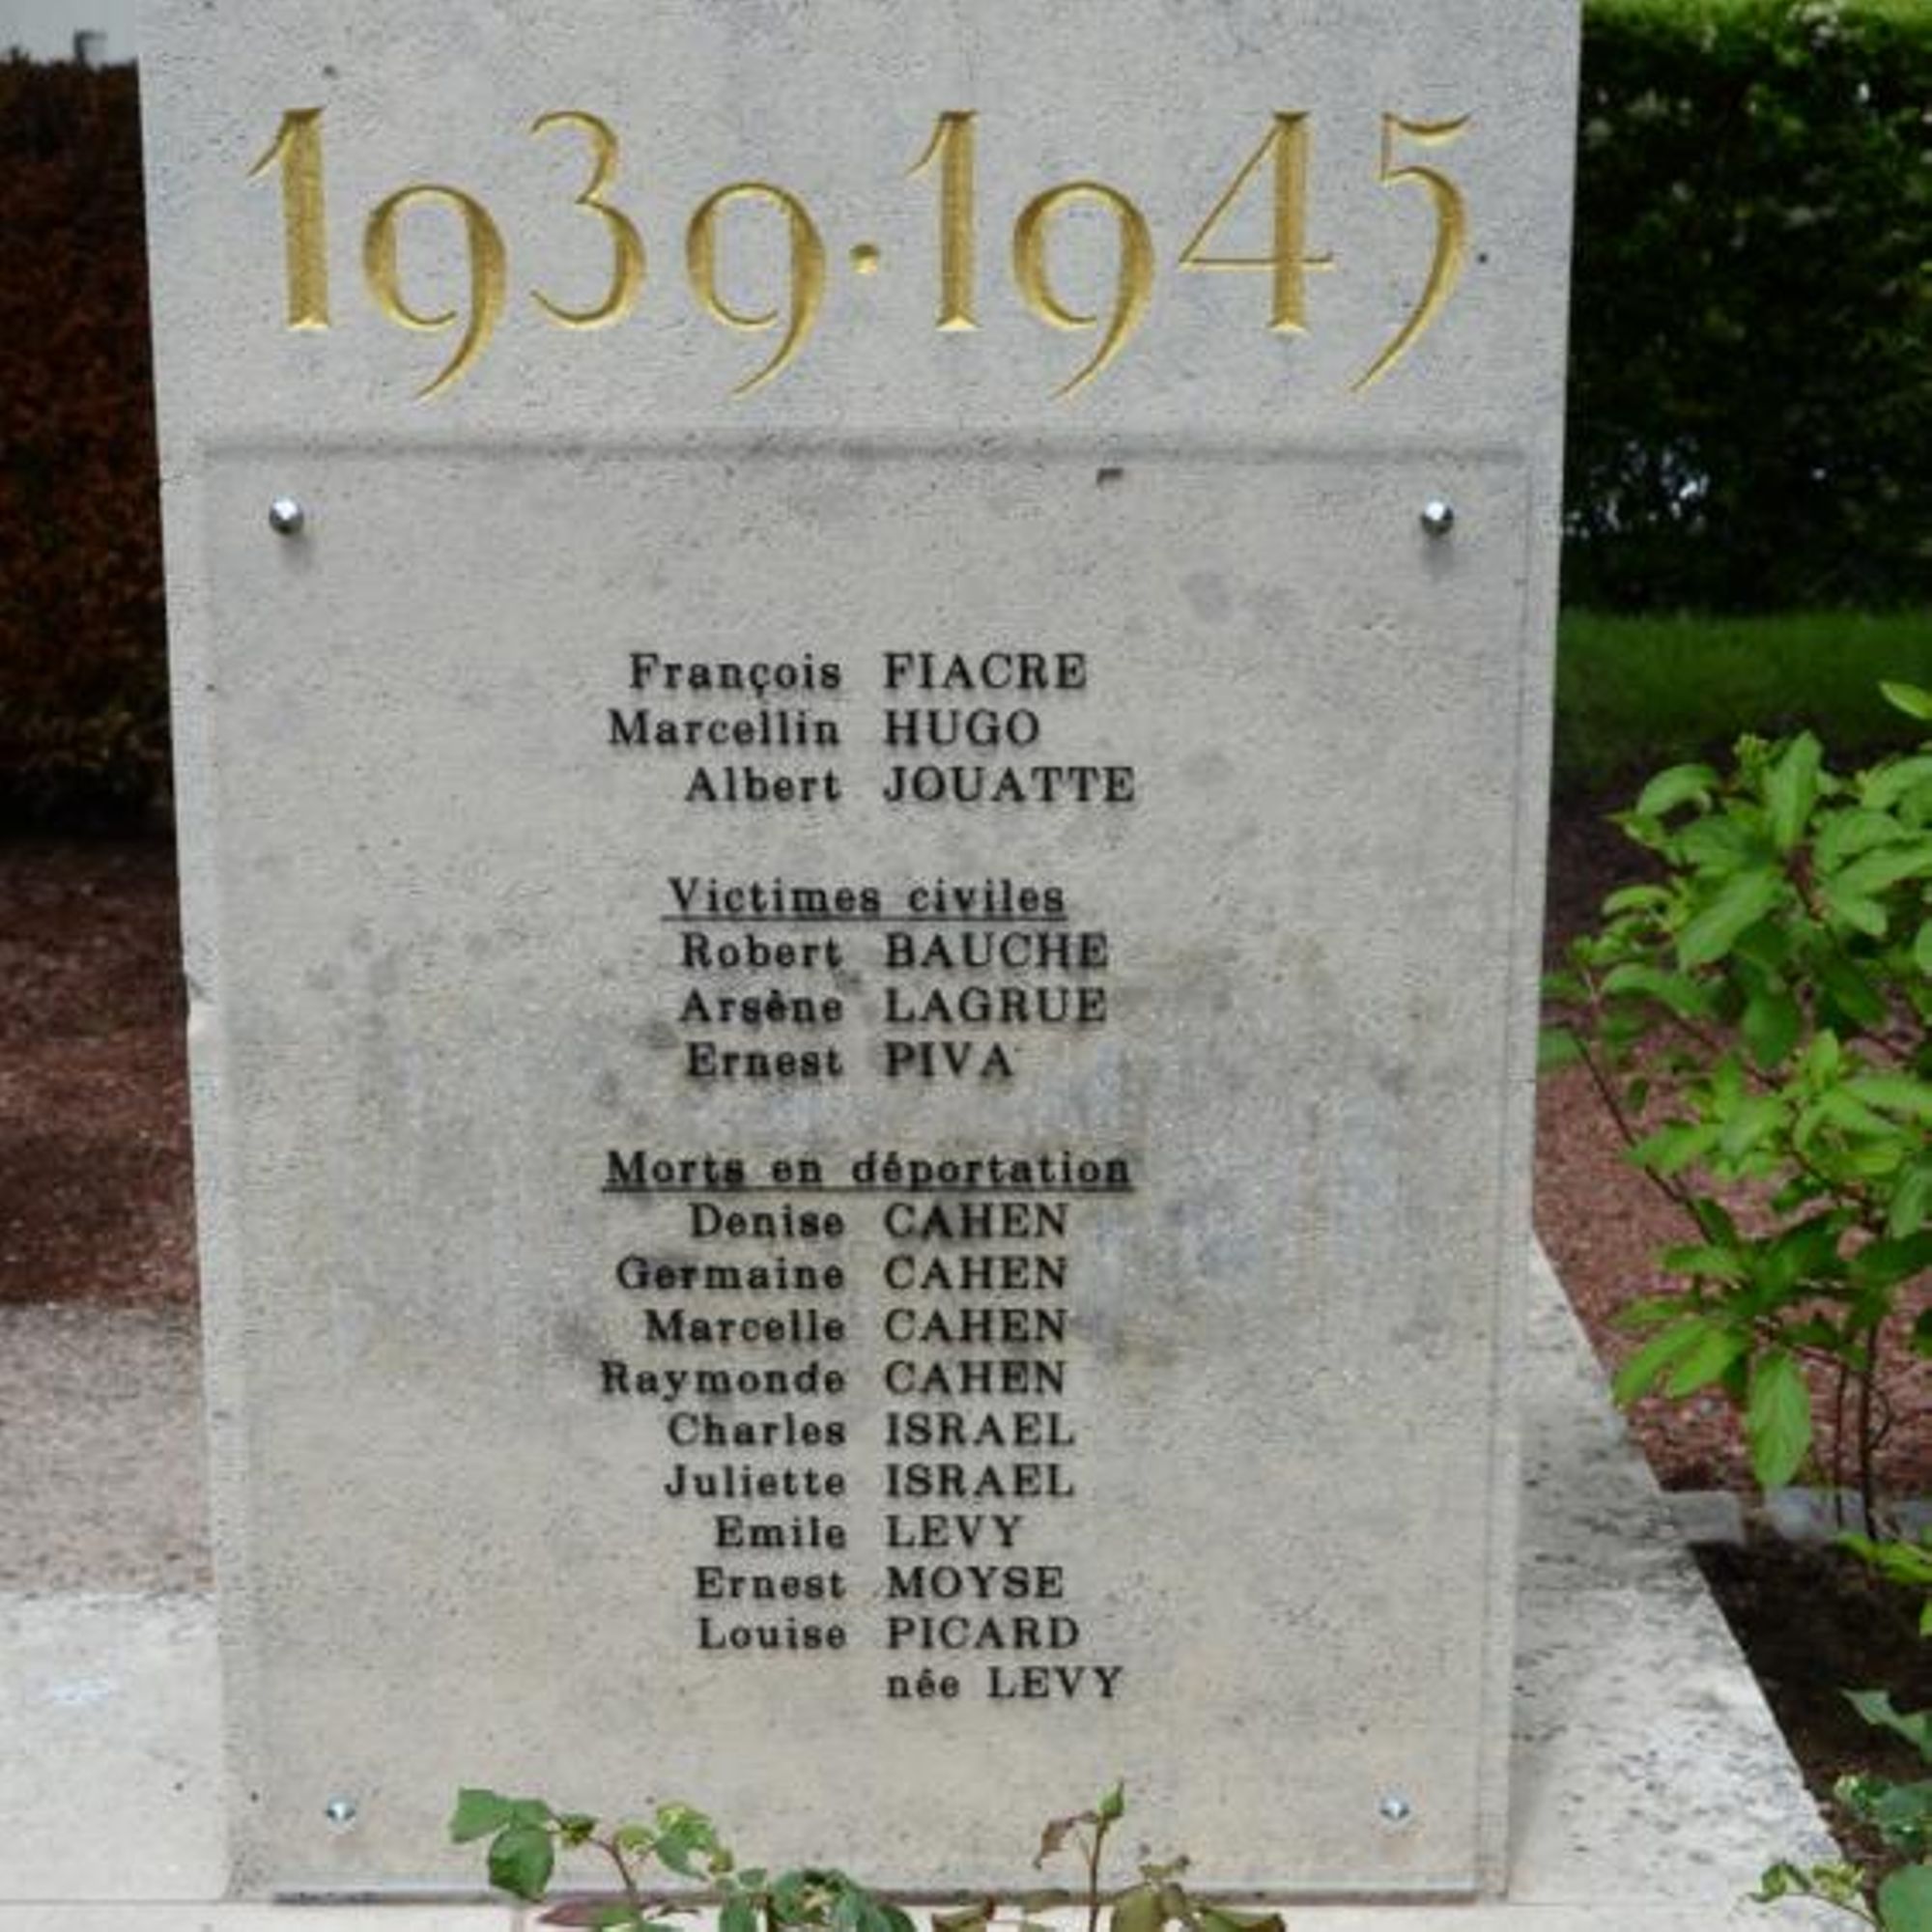 1939·1945
François FIACRE
Marcellin HUGO
Albert JOUATTE
Victimes civiles
Robert BAUCHE
Arsène LAGRUE
Ernest PIVA
Morts en déportation
Denise CAHEN
Germaine CAHEN
Marcelle CAHEN
Raymonde CAHEN
Charles ISRAEL
Juliette ISRAEL
Emile LEVY
Ernest MOYSE
Louise PICARD
née LEVY